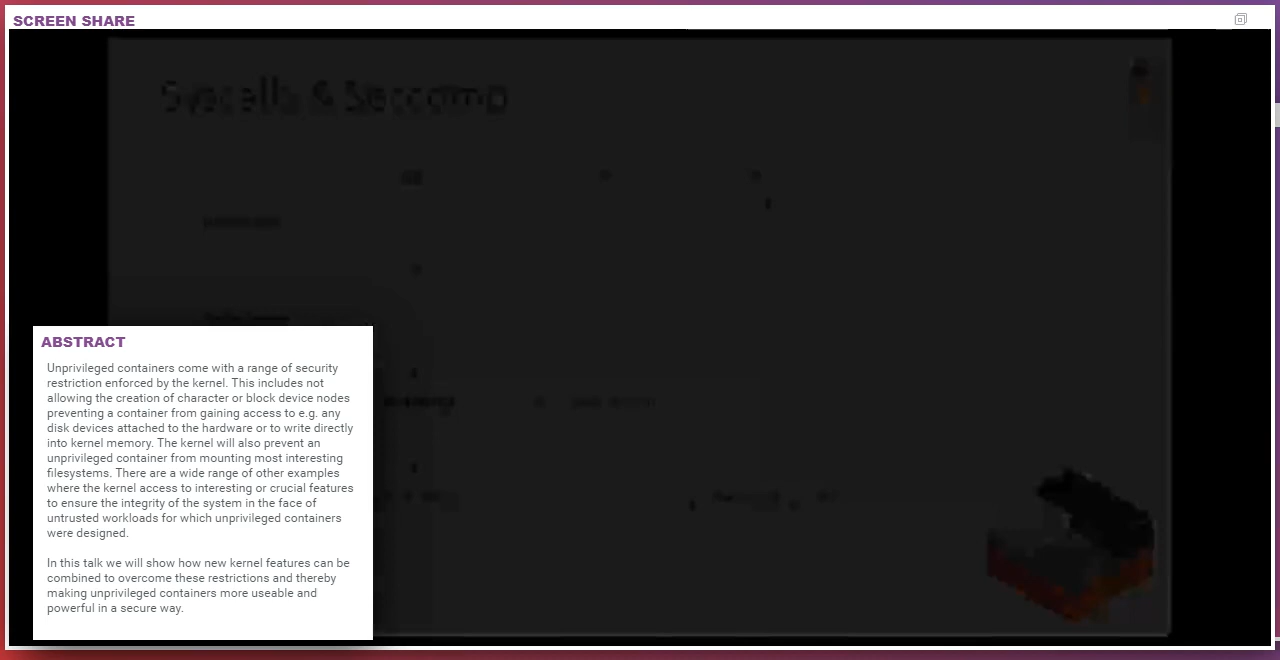 SCREEN SHARE
Syscalls & Seccomp
ABSTRACT
Unprivileged containers come with a range of security
restriction enforced by the kernel. This includes not
allowing the creation of character or block device nodes
preventing a container from gaining access to e.g. any
disk devices attached to the hardware or to write directly
into kernel memory. The kernel will also prevent an
unprivileged container from mounting most interesting
filesystems. There are a wide range of other examples
where the kernel access to interesting or crucial features
to ensure the integrity of the system in the face of
untrusted workloads for which unprivileged containers
were designed.
In this talk we will show how new kernel features can be
combined to overcome these restrictions and thereby
making unprivileged containers more useable and
powerful in a secure way.